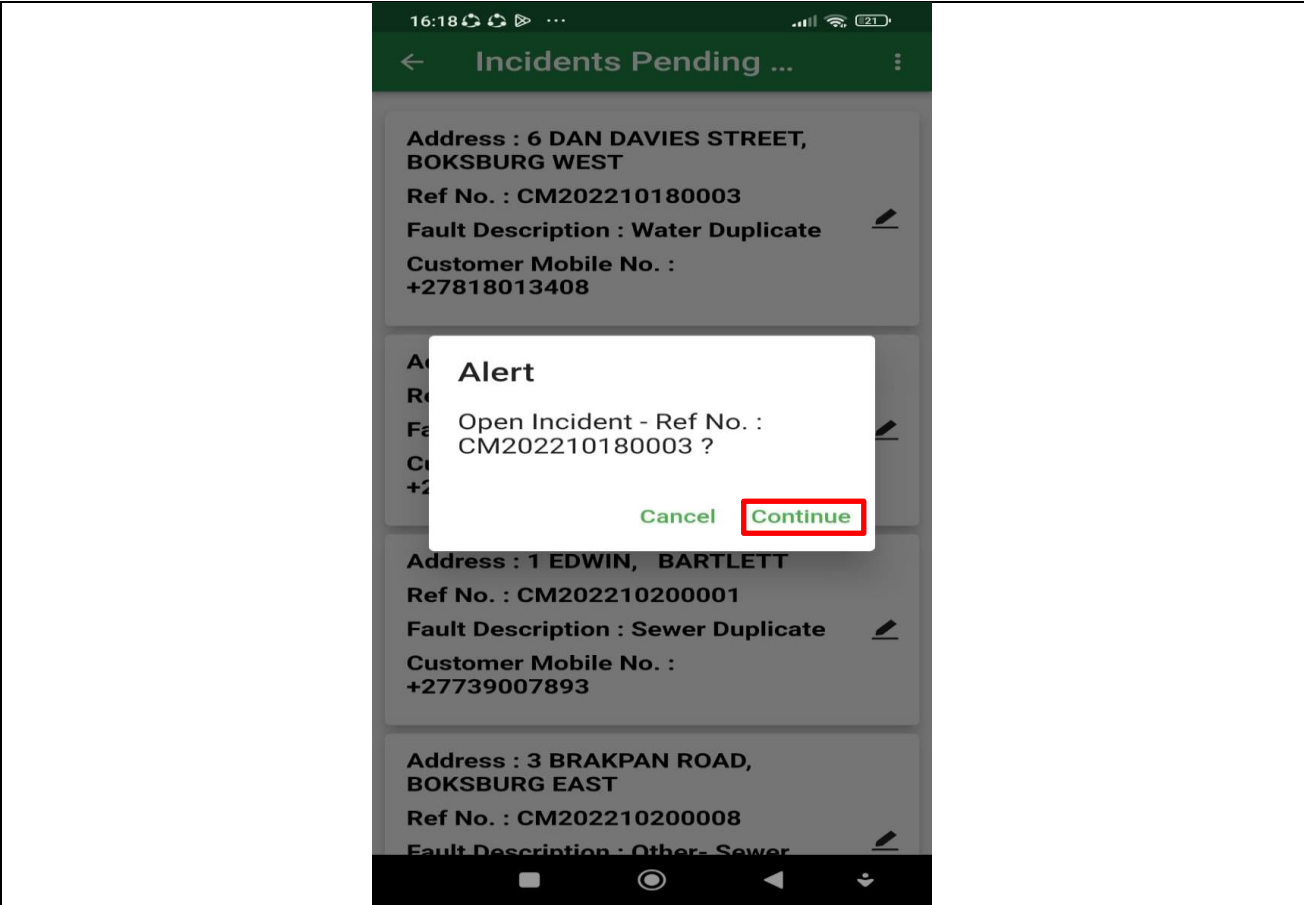 16:18 ... 21
Incidents Pending ...
Address : 6 DAN DAVIES STREET,
BOKSBURG WEST
Ref No. : CM202210180003
Fault Description : Water Duplicate
Customer Mobile No. :
+27818013408
Alert
Open Incident - Ref No. :
CM202210180003 ?
Cancel Continue
Address : 1 EDWIN, BARTLETT
Ref No. : CM202210200001
Fault Description : Sewer Duplicate
Customer Mobile No. :
+27739007893
Address : 3 BRAKPAN ROAD,
BOKSBURG EAST
Ref No. : CM202210200008
Fault Description : Other- Sewer